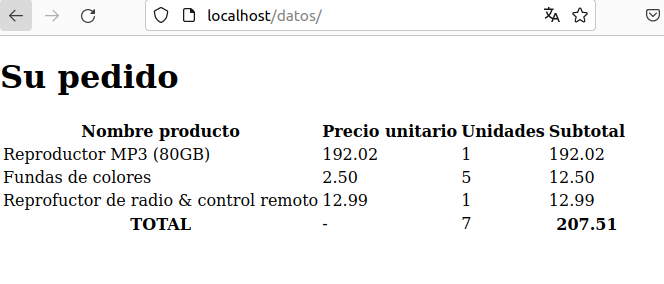 localhost/datos/
Su pedido
Nombre producto Precio unitario Unidades Subtotal
Reproductor MP3 (80GB) 192.02 1 192.02
Fundas de colores 2.50 5 12.50
Reprofuctor de radio & control remoto 12.99 1 12.99
TOTAL - 7 207.51